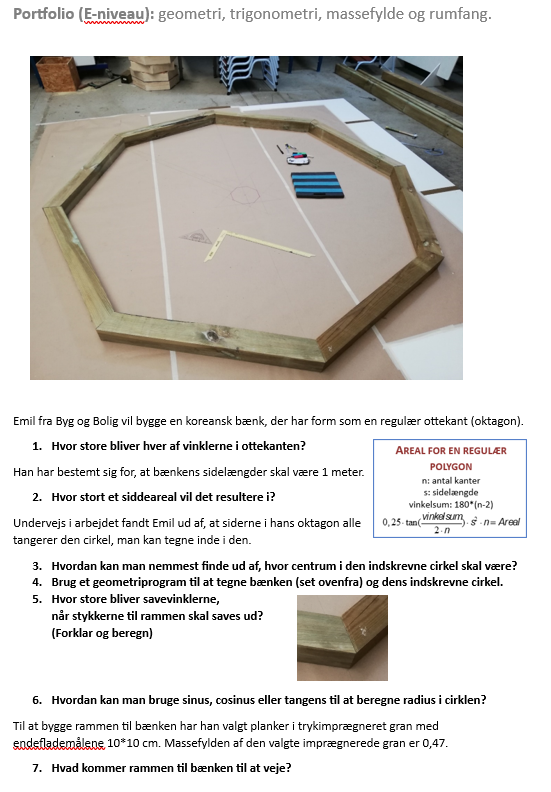 Portfolio (E-niveau): geometri, trigonometri, massefylde og rumfang.
Emil fra Byg og Bolig vil bygge en koreansk bænk, der har form som en regulær ottekant (oktagon).
1. Hvor store bliver hver af vinklerne i ottekanten?
Han har bestemt sig for, at bænkens sidelængder skal være 1 meter.
2. Hvor stort et siddeareal vil det resultere i?
Undervejs i arbejdet fandt Emil ud af, at siderne i hans oktagon alle
tangerer den cirkel, man kan tegne inde i den.
AREAL FOR EN REGULÆR
POLYGON
n: antal kanter
s: sidelængde
vinkelsum: 180*(n-2)
0,25·tan(vinkelsum/2·n)·s²·n=Areal
3. Hvordan kan man nemmest finde ud af, hvor centrum i den indskrevne cirkel skal være?
4. Brug et geometriprogram til at tegne bænken (set ovenfra) og dens indskrevne cirkel.
5. Hvor store bliver savevinklerne,
når stykkerne til rammen skal saves ud?
(Forklar og beregn)
6. Hvordan kan man bruge sinus, cosinus eller tangens til at beregne radius i cirklen?
Til at bygge rammen til bænken har han valgt planker i trykimprægneret gran med
endeflademålene 10*10 cm. Massefylden af den valgte imprægnerede gran er 0,47.
7. Hvad kommer rammen til bænken til at veje?